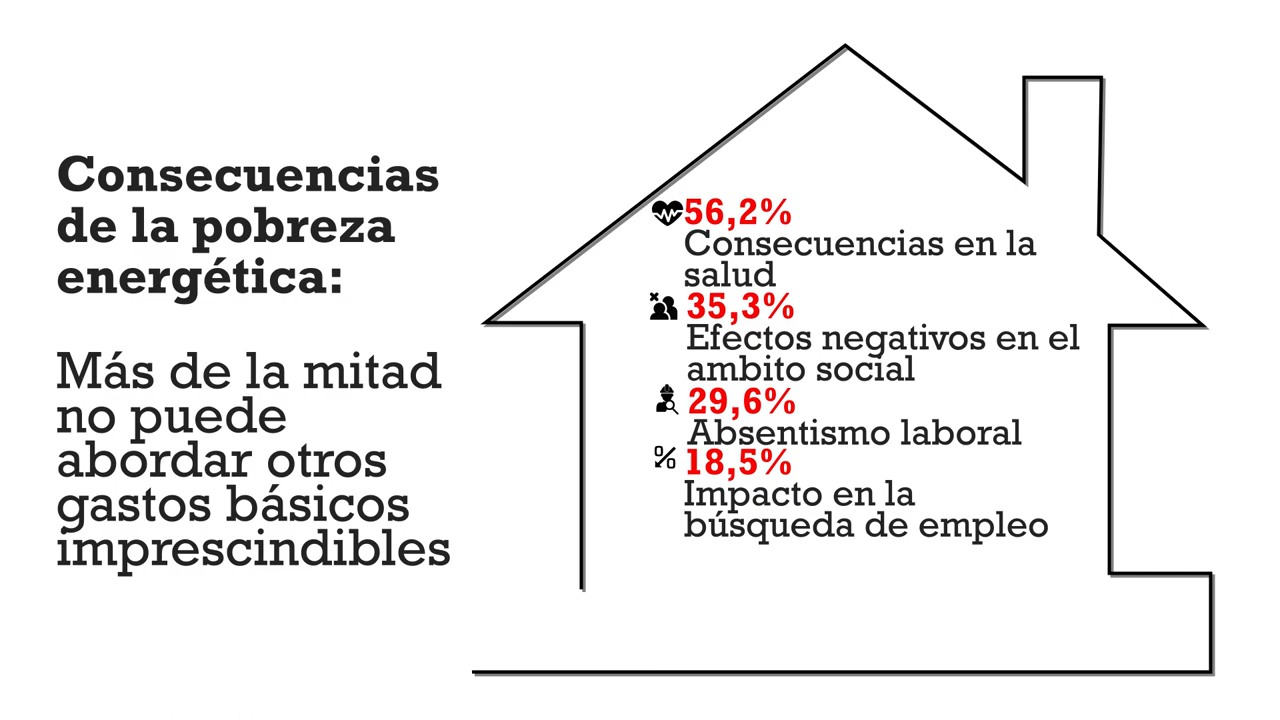 Consecuencias
de la pobreza
energética:
Más de la mitad
no puede
abordar otros
gastos básicos
imprescindibles
56,2%
Consecuencias en la
salud
35,3%
Efectos negativos en el
ambito social
29,6%
Absentismo laboral
18,5%
Impacto en la
búsqueda de empleo